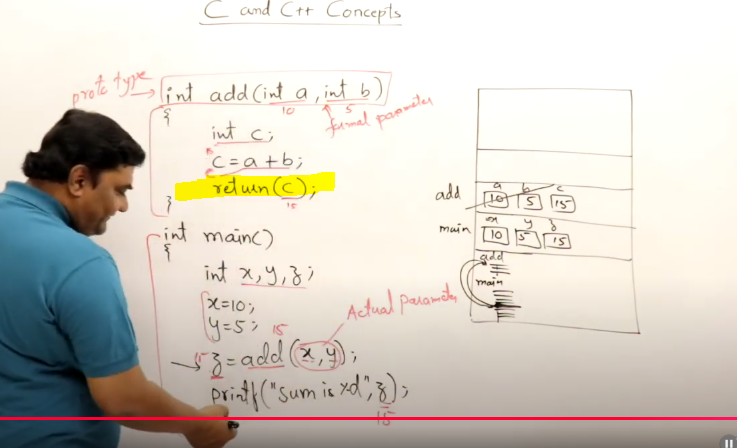 C and C++ Concepts
proto type
int add(int a, int b)
10 5
formal parameter
{
int c;
c=a+b;
return(c);
15
}
int main()
{
int x,y,z;
x=10;
y=5;
Actual Parameter
15
15 z=add(x,y);
printf("sum is %d",z);
15
a b c
add 10 5 15
x y z
main 10 5 15
add
main